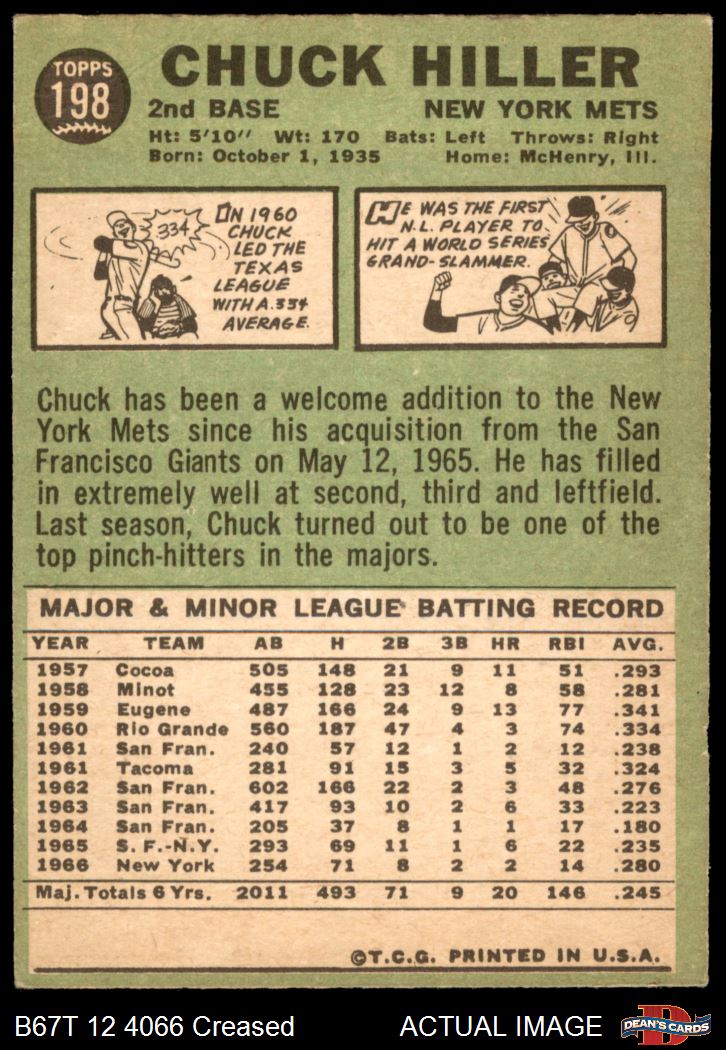 TOPPS
198
CHUCK HILLER
2nd BASE NEW YORK METS
Ht: 5'10" Wt: 170 Bats: Left Throws: Right
Born: October 1, 1935 Home: McHenry, Ill.
334
IN 1960
CHUCK
LED THE
TEXAS
LEAGUE
WITH A .334
AVERAGE.
HE WAS THE FIRST
N.L. PLAYER TO
HIT A WORLD SERIES
GRAND-SLAMMER.
Chuck has been a welcome addition to the New
York Mets since his acquisition from the San
Francisco Giants on May 12, 1965. He has filled
in extremely well at second, third and leftfield.
Last season, Chuck turned out to be one of the
top pinch-hitters in the majors.
MAJOR & MINOR LEAGUE BATTING RECORD
YEAR TEAM AB H 2B 3B HR RBI AVG.
1957 Cocoa 505 148 21 9 11 51 .293
1958 Minot 455 128 23 12 8 58 .281
1959 Eugene 487 166 24 9 13 77 .341
1960 Rio Grande 560 187 47 4 3 74 .334
1961 San Fran. 240 57 12 1 2 12 .238
1961 Tacoma 281 91 15 3 5 32 .324
1962 San Fran. 602 166 22 2 3 48 .276
1963 San Fran. 417 93 10 2 6 33 .223
1964 San Fran. 205 37 8 1 1 17 .180
1965 S. F.-N.Y. 293 69 11 1 6 22 .235
1966 New York 254 71 8 2 2 14 .280
Maj. Totals 6 Yrs. 2011 493 71 9 20 146 .245
©T.C.G. PRINTED IN U.S.A.
B67T 12 4066 Creased ACTUAL IMAGE
D
DEAN'S CARDS